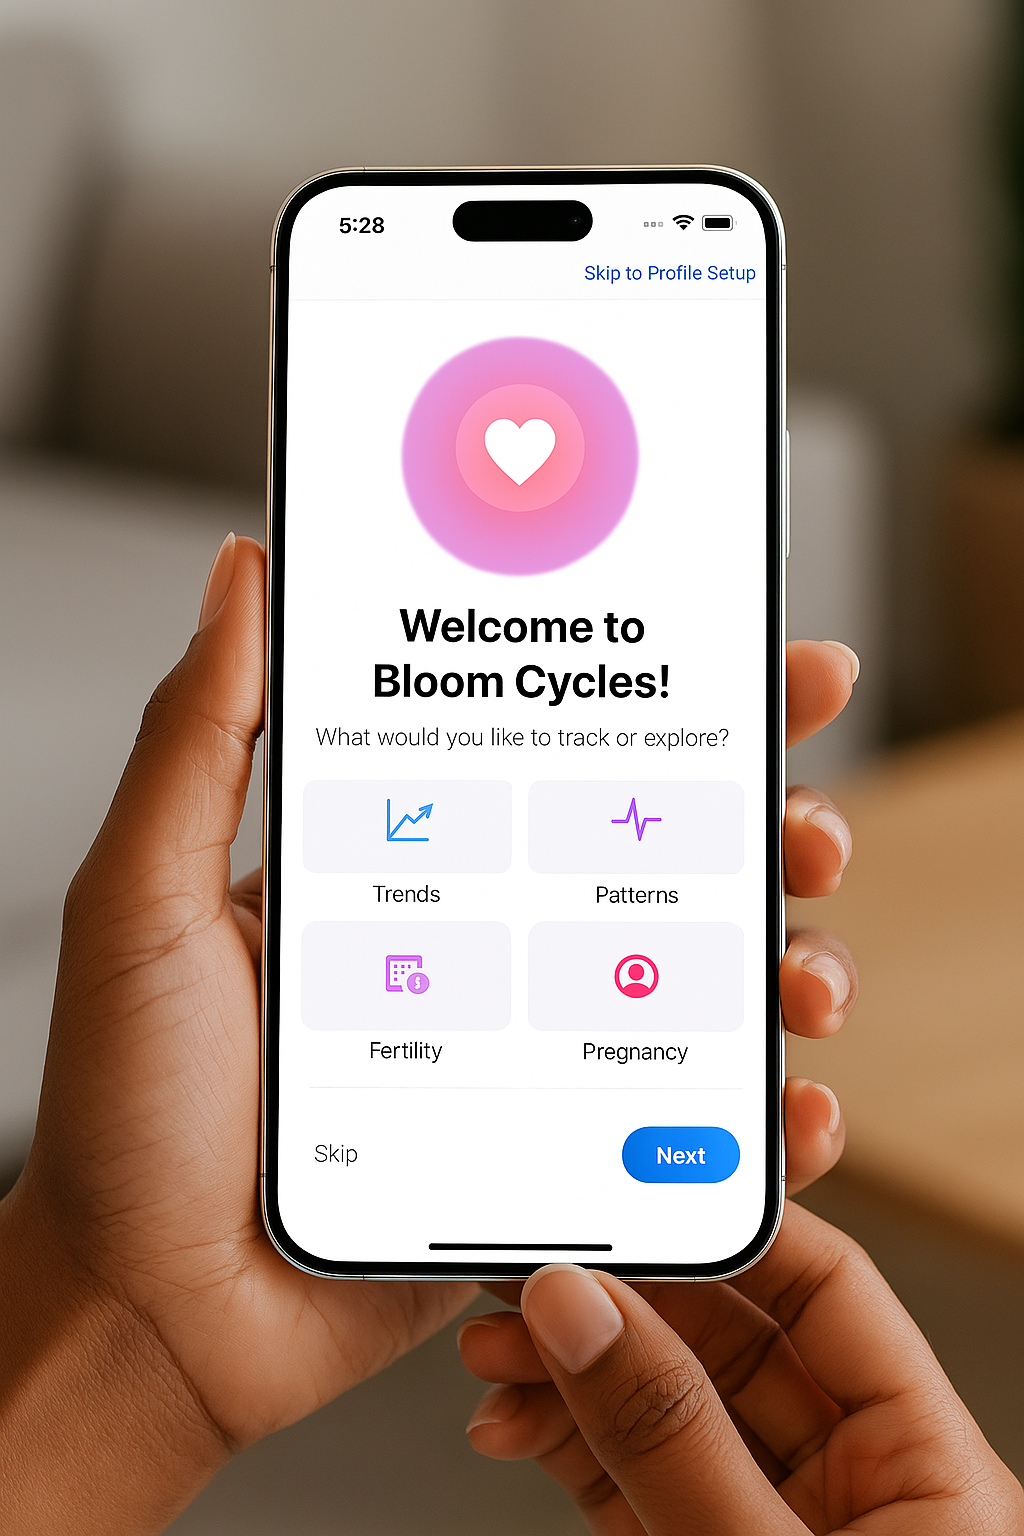 5:28
Skip to Profile Setup
Welcome to
Bloom Cycles!
What would you like to track or explore?
Trends
Patterns
Fertility
Pregnancy
Skip
Next